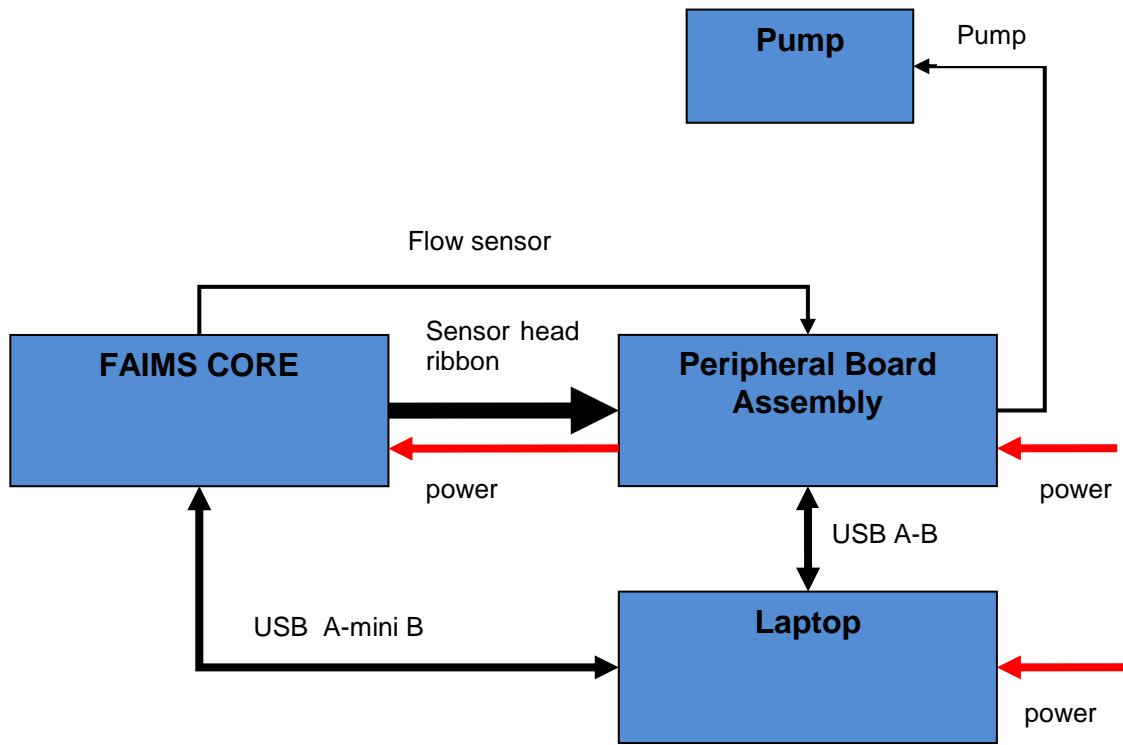 Pump
Pump
Flow sensor
Sensor head
ribbon
FAIMS CORE
Peripheral Board
Assembly
power
power
USB A-B
USB  A-mini B
Laptop
power